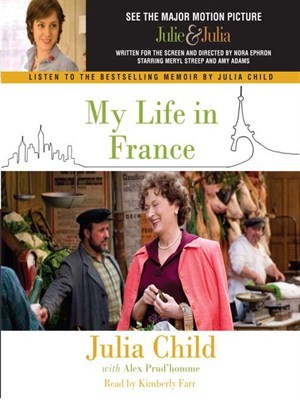 SEE THE MAJOR MOTION PICTURE
Julie&Julia
WRITTEN FOR THE SCREEN AND DIRECTED BY NORA EPHRON
STARRING MERYL STREEP AND AMY ADAMS
LISTEN TO THE BESTSELLING MEMOIR BY JULIA CHILD
My Life in
France
Julia Child
with Alex Prud'homme
Read by Kimberly Farr